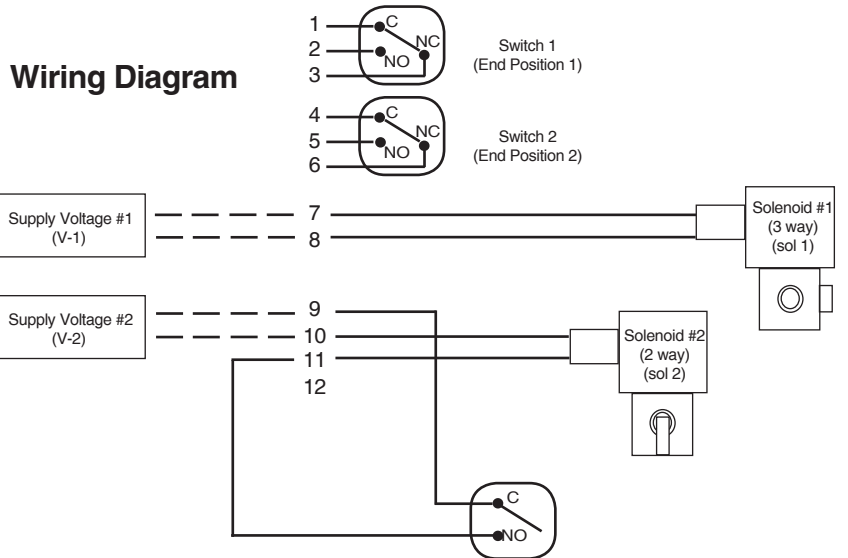 Wiring Diagram
1
2
3
C
NC
NO
Switch 1
(End Position 1)
4
5
6
C
NC
NO
Switch 2
(End Position 2)
Supply Voltage #1
(V-1)
7
8
Solenoid #1
(3 way)
(sol 1)
Supply Voltage #2
(V-2)
9
10
11
12
Solenoid #2
(2 way)
(sol 2)
C
NO